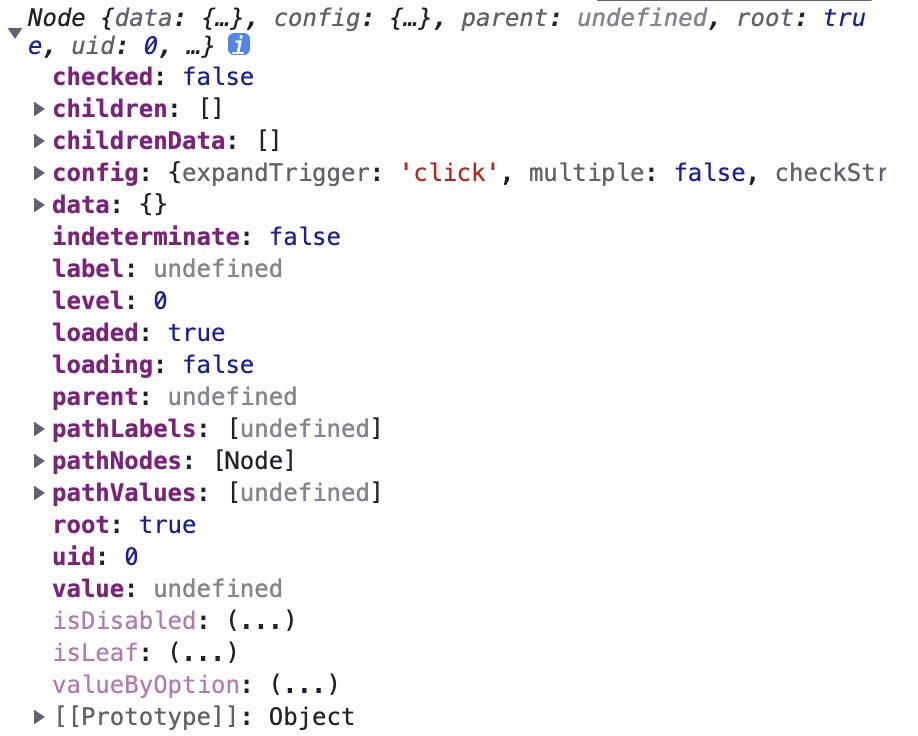 Node {data: {…}, config: {…}, parent: undefined, root: tru
e, uid: 0, …} i
checked: false
children: []
childrenData: []
config: {expandTrigger: 'click', multiple: false, checkStr
data: {}
indeterminate: false
label: undefined
level: 0
loaded: true
loading: false
parent: undefined
pathLabels: [undefined]
pathNodes: [Node]
pathValues: [undefined]
root: true
uid: 0
value: undefined
isDisabled: (...)
isLeaf: (...)
valueByOption: (...)
[[Prototype]]: Object